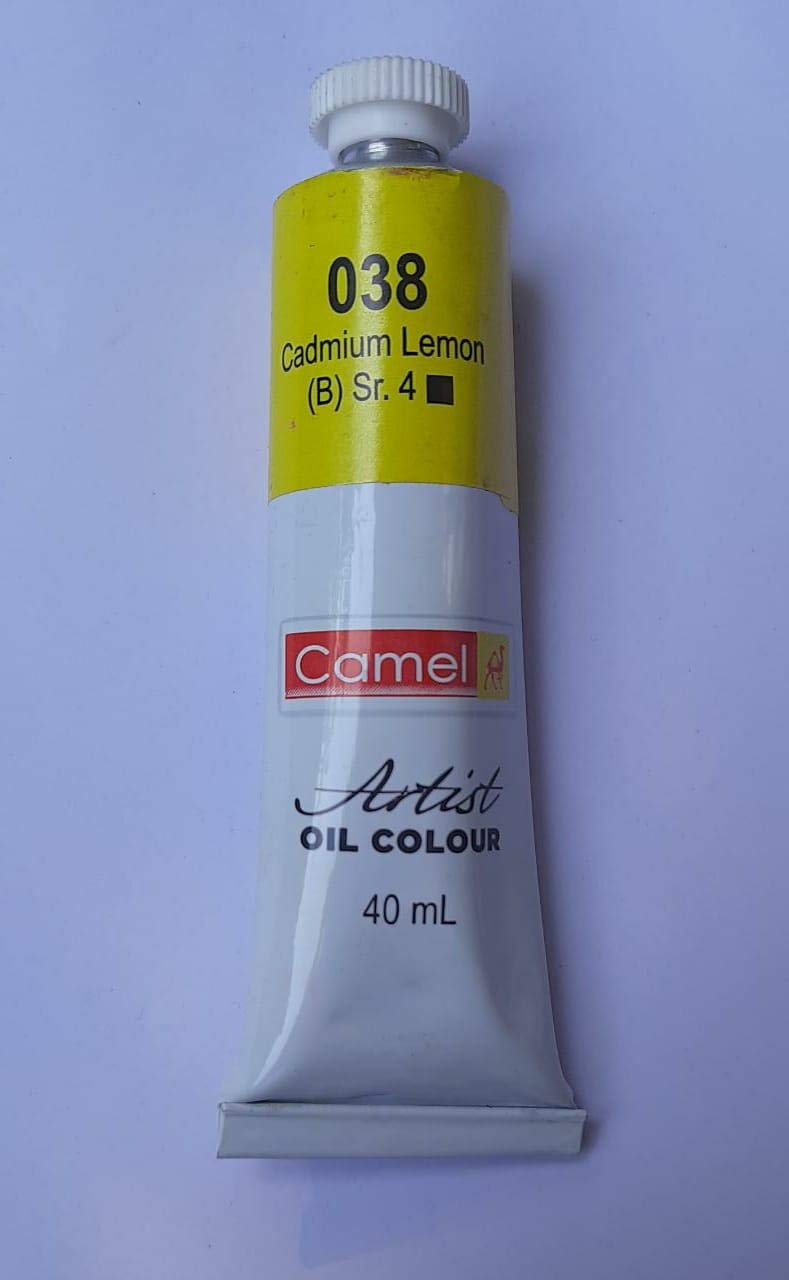 038
Cadmium Lemon
(B) Sr. 4
Camel
Artist
OIL COLOUR
40 mL